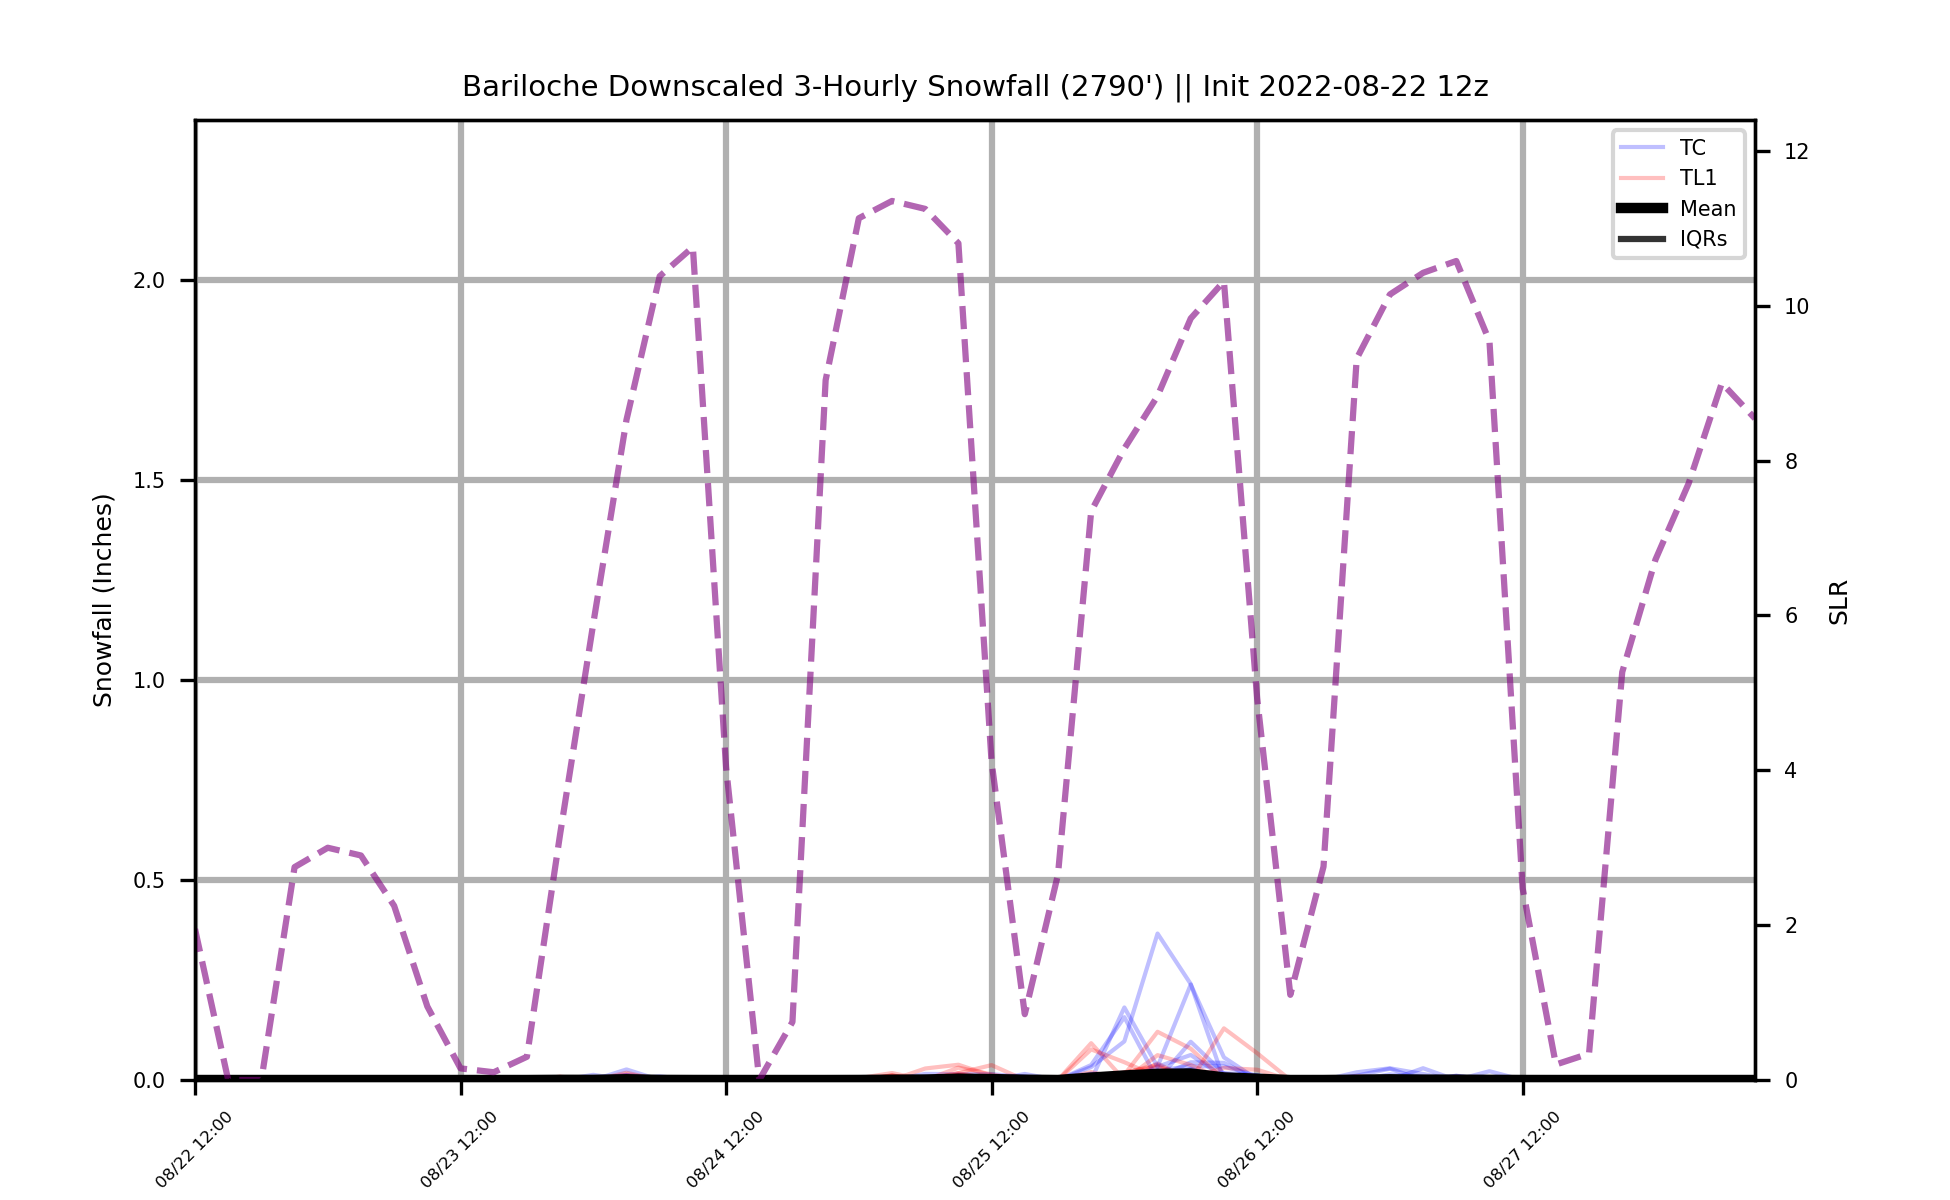 Bariloche Downscaled 3-Hourly Snowfall (2790') || Init 2022-08-22 12z
TC
TL1
Mean
IQRs
Snowfall (Inches)
2.0
1.5
1.0
0.5
0.0
12
10
8
6
4
2
0
SLR
08/22 12:00
08/23 12:00
08/24 12:00
08/25 12:00
08/26 12:00
08/27 12:00